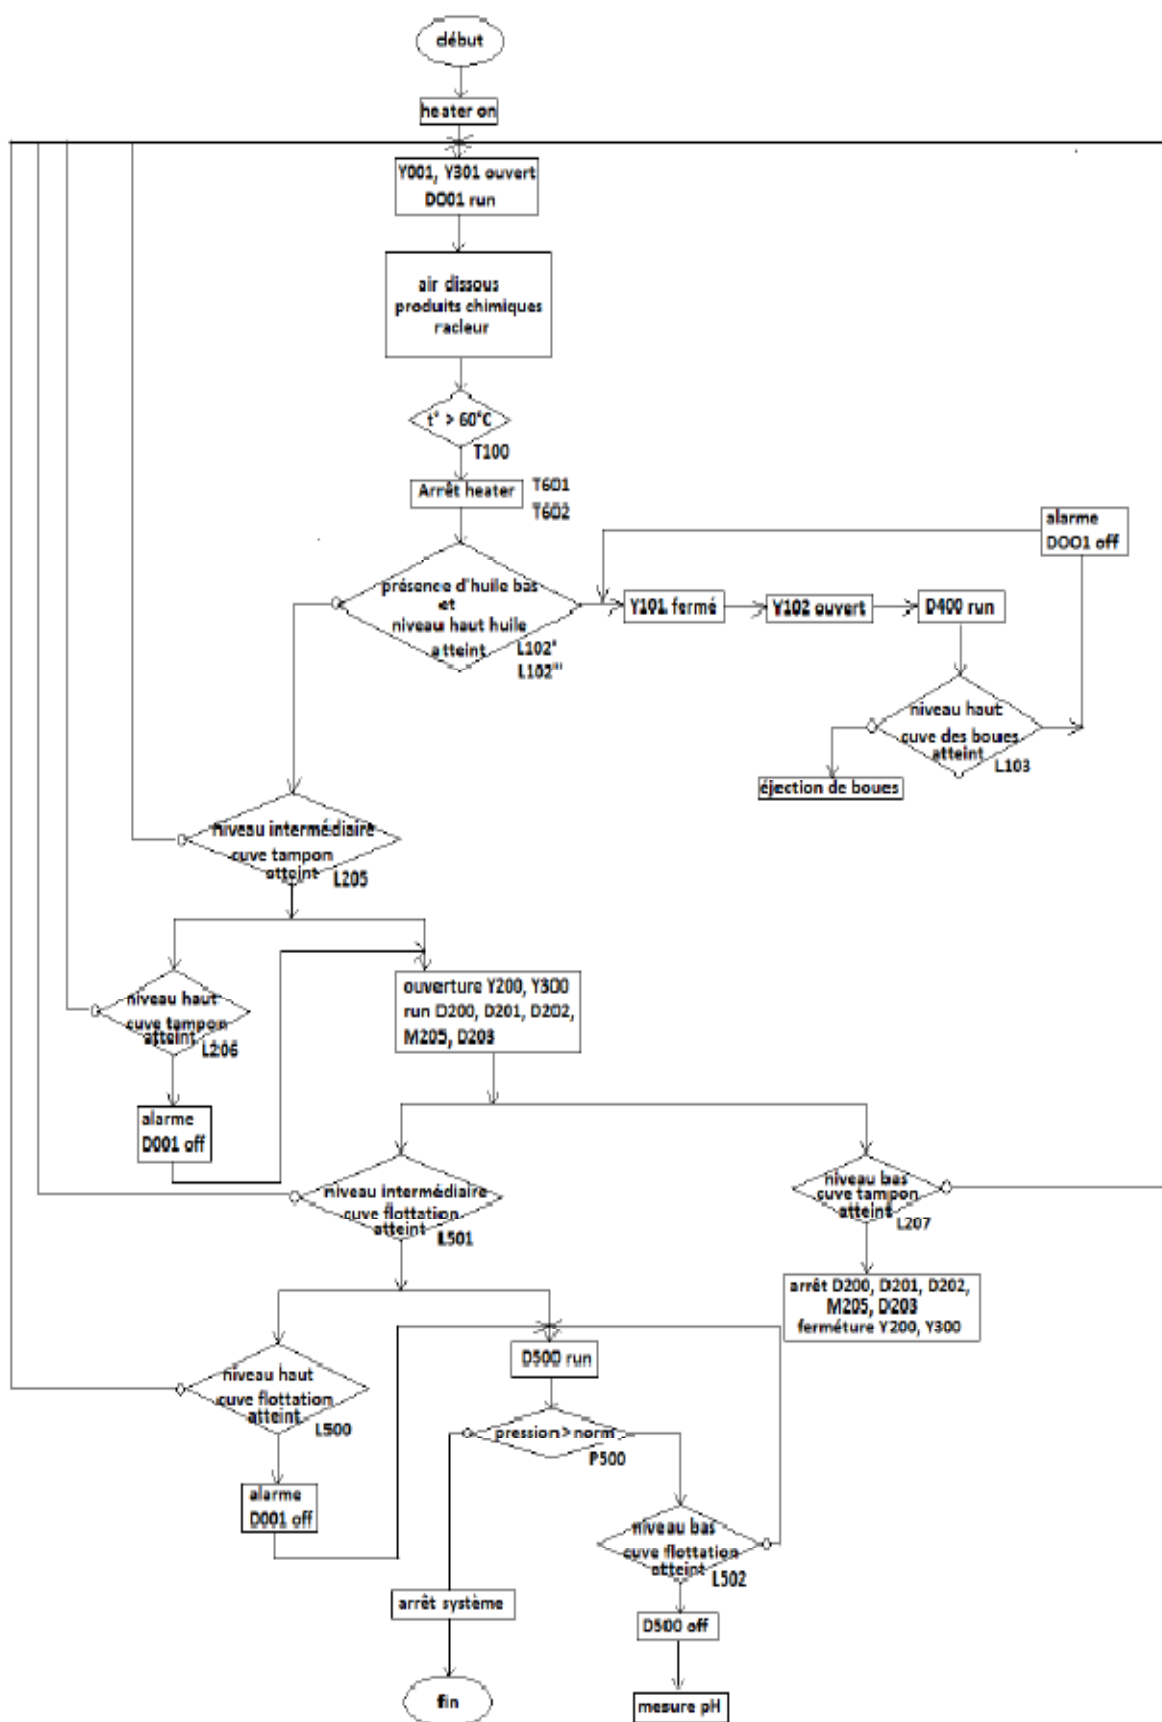 début
heater on
Y001, Y301 ouvert
DO01 run
air dissous
produits chimiques
racleur
t° > 60°C
T100
Arrêt heater
T601
T602
présence d'huile bas
et
niveau haut huile
atteint
L102'
L102'''
Y101 fermé
Y102 ouvert
D400 run
alarme
DOO1 off
niveau haut
cuve des boues
atteint
L103
éjection de boues
niveau intermédiaire
cuve tampon
atteint
L205
niveau haut
cuve tampon
atteint
L206
ouverture Y200, Y300
run D200, D201, D202,
M205, D203
alarme
D001 off
niveau intermédiaire
cuve flottation
atteint
L501
niveau bas
cuve tampon
atteint
L207
arrêt D200, D201, D202,
M205, D203
ferméture Y200, Y300
niveau haut
cuve flottation
atteint
L500
D500 run
pression > norm
P500
alarme
D001 off
niveau bas
cuve flottation
atteint
L502
arrêt système
D500 off
fin
mesure pH